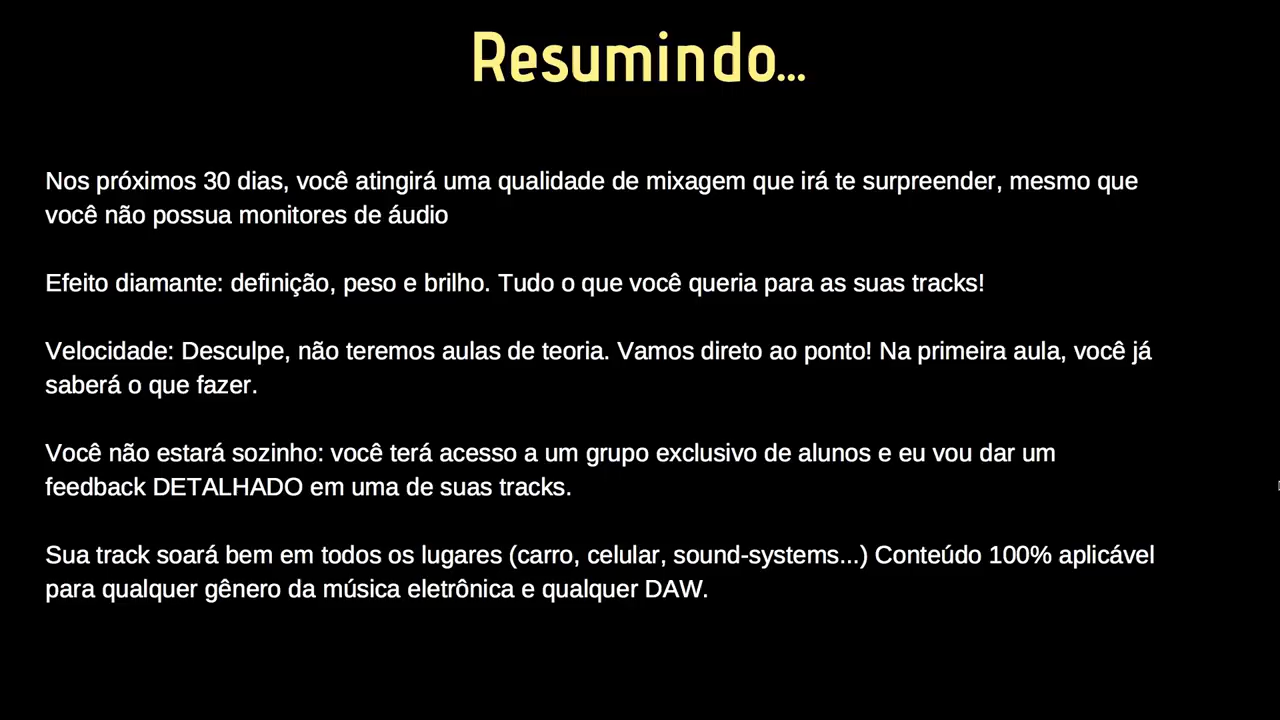 Resumindo...
Nos próximos 30 dias, você atingirá uma qualidade de mixagem que irá te surpreender, mesmo que
você não possua monitores de áudio
Efeito diamante: definição, peso e brilho. Tudo o que você queria para as suas tracks!
Velocidade: Desculpe, não teremos aulas de teoria. Vamos direto ao ponto! Na primeira aula, você já
saberá o que fazer.
Você não estará sozinho: você terá acesso a um grupo exclusivo de alunos e eu vou dar um
feedback DETALHADO em uma de suas tracks.
Sua track soará bem em todos os lugares (carro, celular, sound-systems...) Conteúdo 100% aplicável
para qualquer gênero da música eletrônica e qualquer DAW.